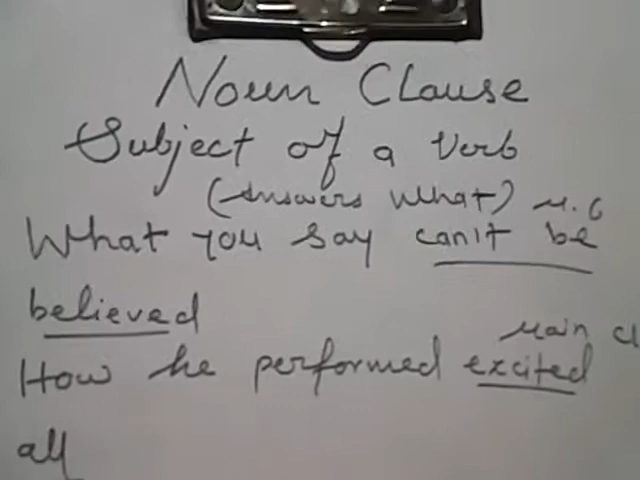 Noun Clause
Subject of a Verb
(Answers What) M.C
What you say can't be
believed
Main Cl
How he performed excited
all